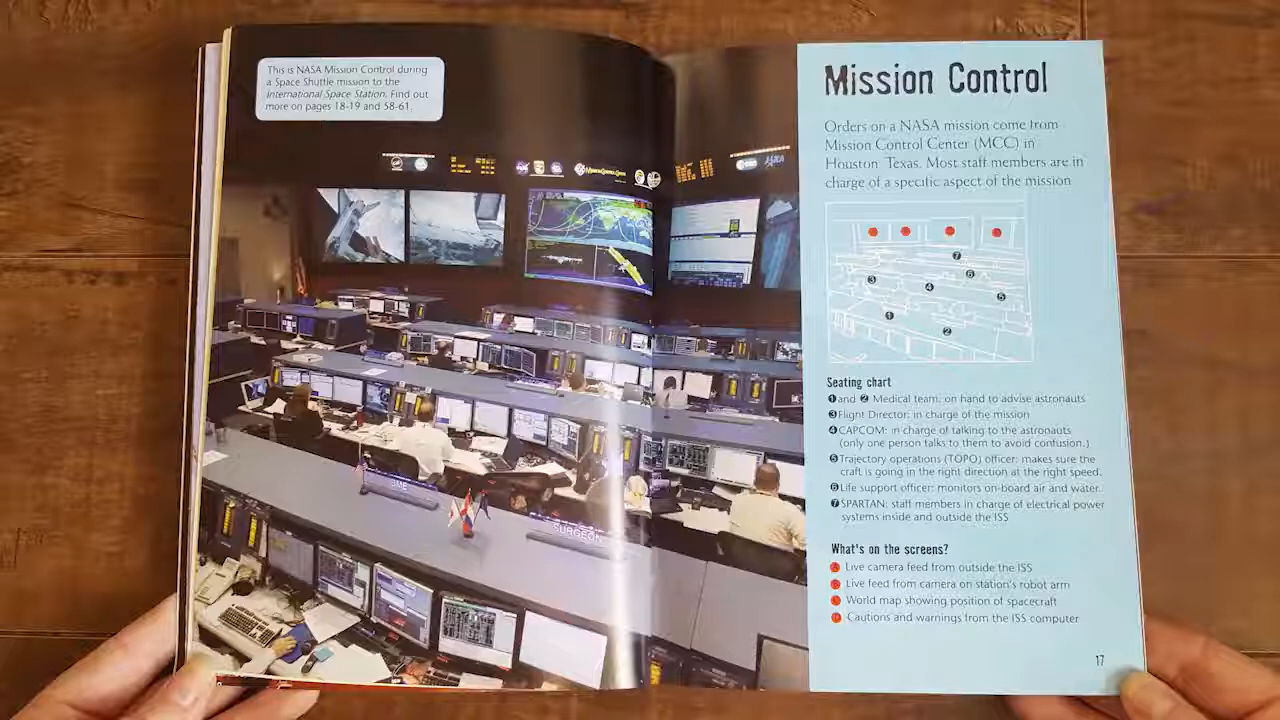 This is NASA Mission Control during
a Space Shuttle mission to the
International Space Station. Find out
more on pages 18-19 and 58-61.
BME
SURGEON
Mission Control
Orders on a NASA mission come from
Mission Control Center (MCC) in
Houston, Texas. Most staff members are in
charge of a specific aspect of the mission
3
7
6
4
5
1
2
Seating chart
1 and 2 Medical team: on hand to advise astronauts
3 Flight Director: in charge of the mission
4 CAPCOM: in charge of talking to the astronauts
(only one person talks to them to avoid confusion.)
5 Trajectory operations (TOPO) officer: makes sure the
craft is going in the right direction at the right speed.
6 Life support officer: monitors on-board air and water.
7 SPARTAN: staff members in charge of electrical power
systems inside and outside the ISS
What's on the screens?
A Live camera feed from outside the ISS
Live feed from camera on station's robot arm
World map showing position of spacecraft
D Cautions and warnings from the ISS computer
17